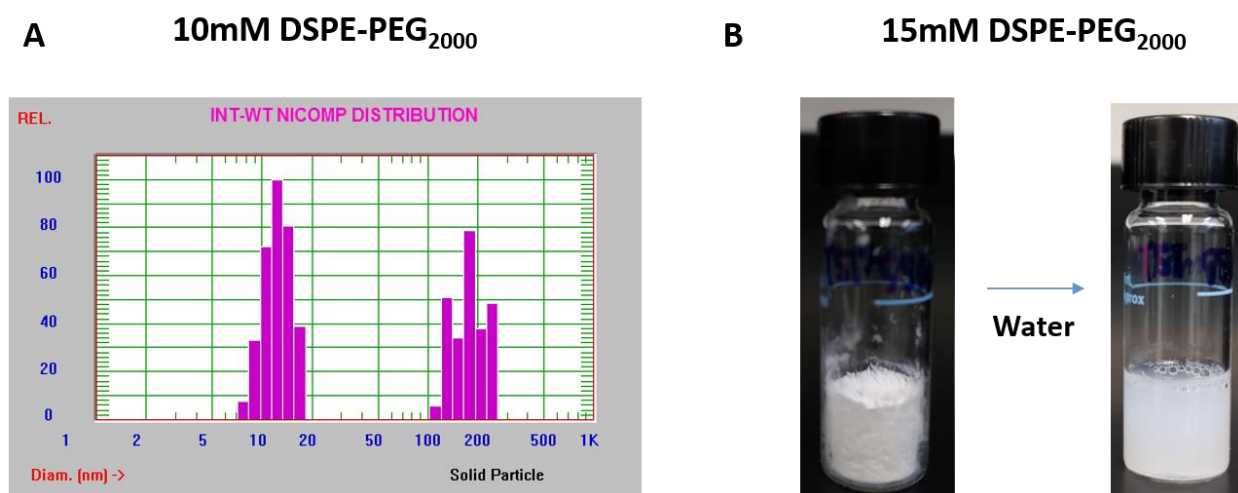 A
10mM DSPE-PEG2000
B
15mM DSPE-PEG2000
REL.
INT-WT NICOMP DISTRIBUTION
100
80
60
40
20
0
1 2 5 10 20 50 100 200 500 1K
Diam. (nm) ->
Solid Particle
Water